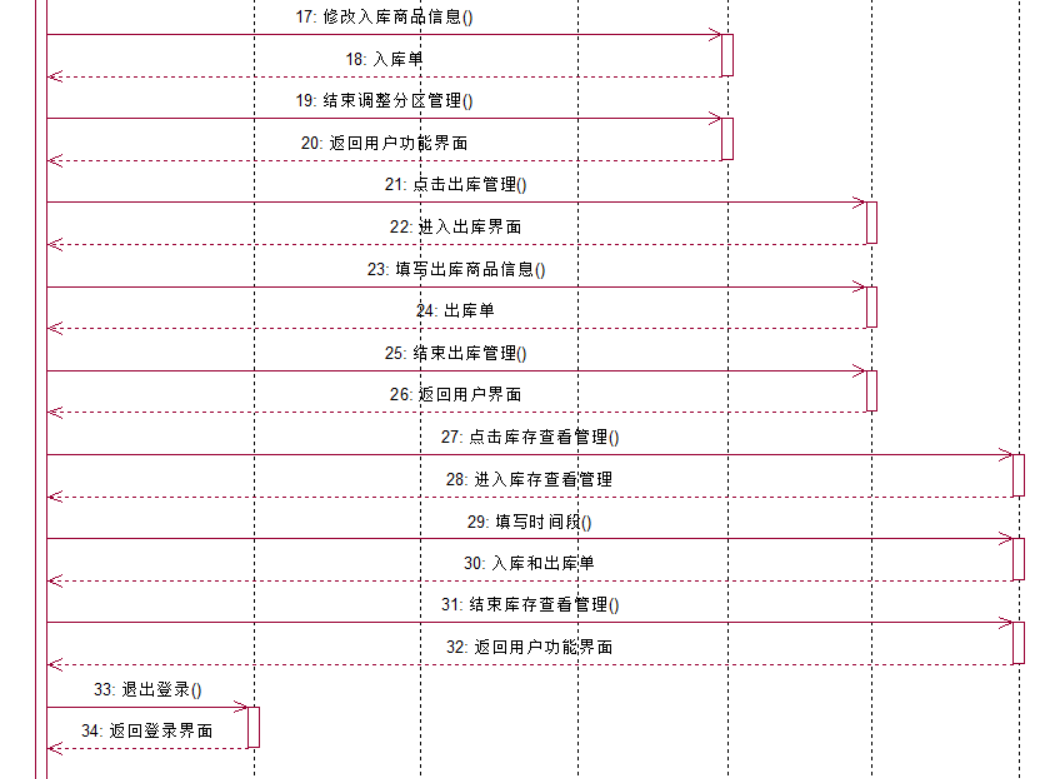 17: 修改入库商品信息()
18: 入库单
19: 结束调整分区管理()
20: 返回用户功能界面
21: 点击出库管理()
22: 进入出库界面
23: 填写出库商品信息()
24: 出库单
25: 结束出库管理()
26: 返回用户界面
27: 点击库存查看管理()
28: 进入库存查看管理
29: 填写时间段()
30: 入库和出库单
31: 结束库存查看管理()
32: 返回用户功能界面
33: 退出登录()
34: 返回登录界面